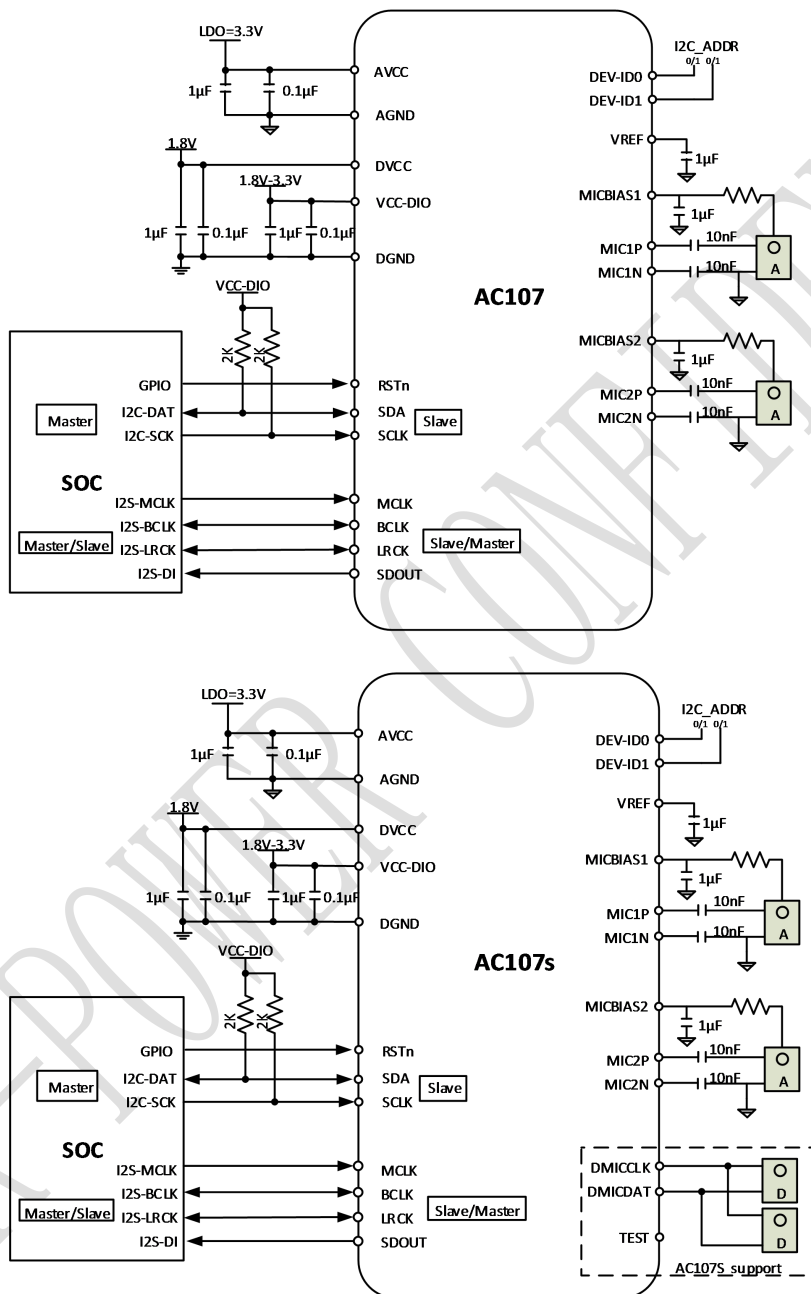 LDO=3.3V
AVCC
1µF
0.1µF
AGND
1.8V
DVCC
1.8V-3.3V
VCC-DIO
1µF
0.1µF
1µF
0.1µF
DGND
VCC-DIO
2K
2K
AC107
I2C_ADDR
0/1 0/1
DEV-ID0
DEV-ID1
VREF
1µF
MICBIAS1
1µF
MIC1P
10nF
MIC1N
10nF
A
MICBIAS2
1µF
MIC2P
10nF
MIC2N
10nF
A
SOC
Master
Master/Slave
GPIO
RSTn
I2C-DAT
SDA
I2C-SCK
SCLK
Slave
I2S-MCLK
MCLK
I2S-BCLK
BCLK
I2S-LRCK
LRCK
I2S-DI
SDOUT
Slave/Master
LDO=3.3V
AVCC
1µF
0.1µF
AGND
1.8V
DVCC
1.8V-3.3V
VCC-DIO
1µF
0.1µF
1µF
0.1µF
DGND
VCC-DIO
2K
2K
AC107s
I2C_ADDR
0/1 0/1
DEV-ID0
DEV-ID1
VREF
1µF
MICBIAS1
1µF
MIC1P
10nF
MIC1N
10nF
A
MICBIAS2
1µF
MIC2P
10nF
MIC2N
10nF
A
SOC
Master
Master/Slave
GPIO
RSTn
I2C-DAT
SDA
I2C-SCK
SCLK
Slave
I2S-MCLK
MCLK
I2S-BCLK
BCLK
I2S-LRCK
LRCK
I2S-DI
SDOUT
Slave/Master
DMICCLK
DMICDAT
D
D
TEST
AC107S support